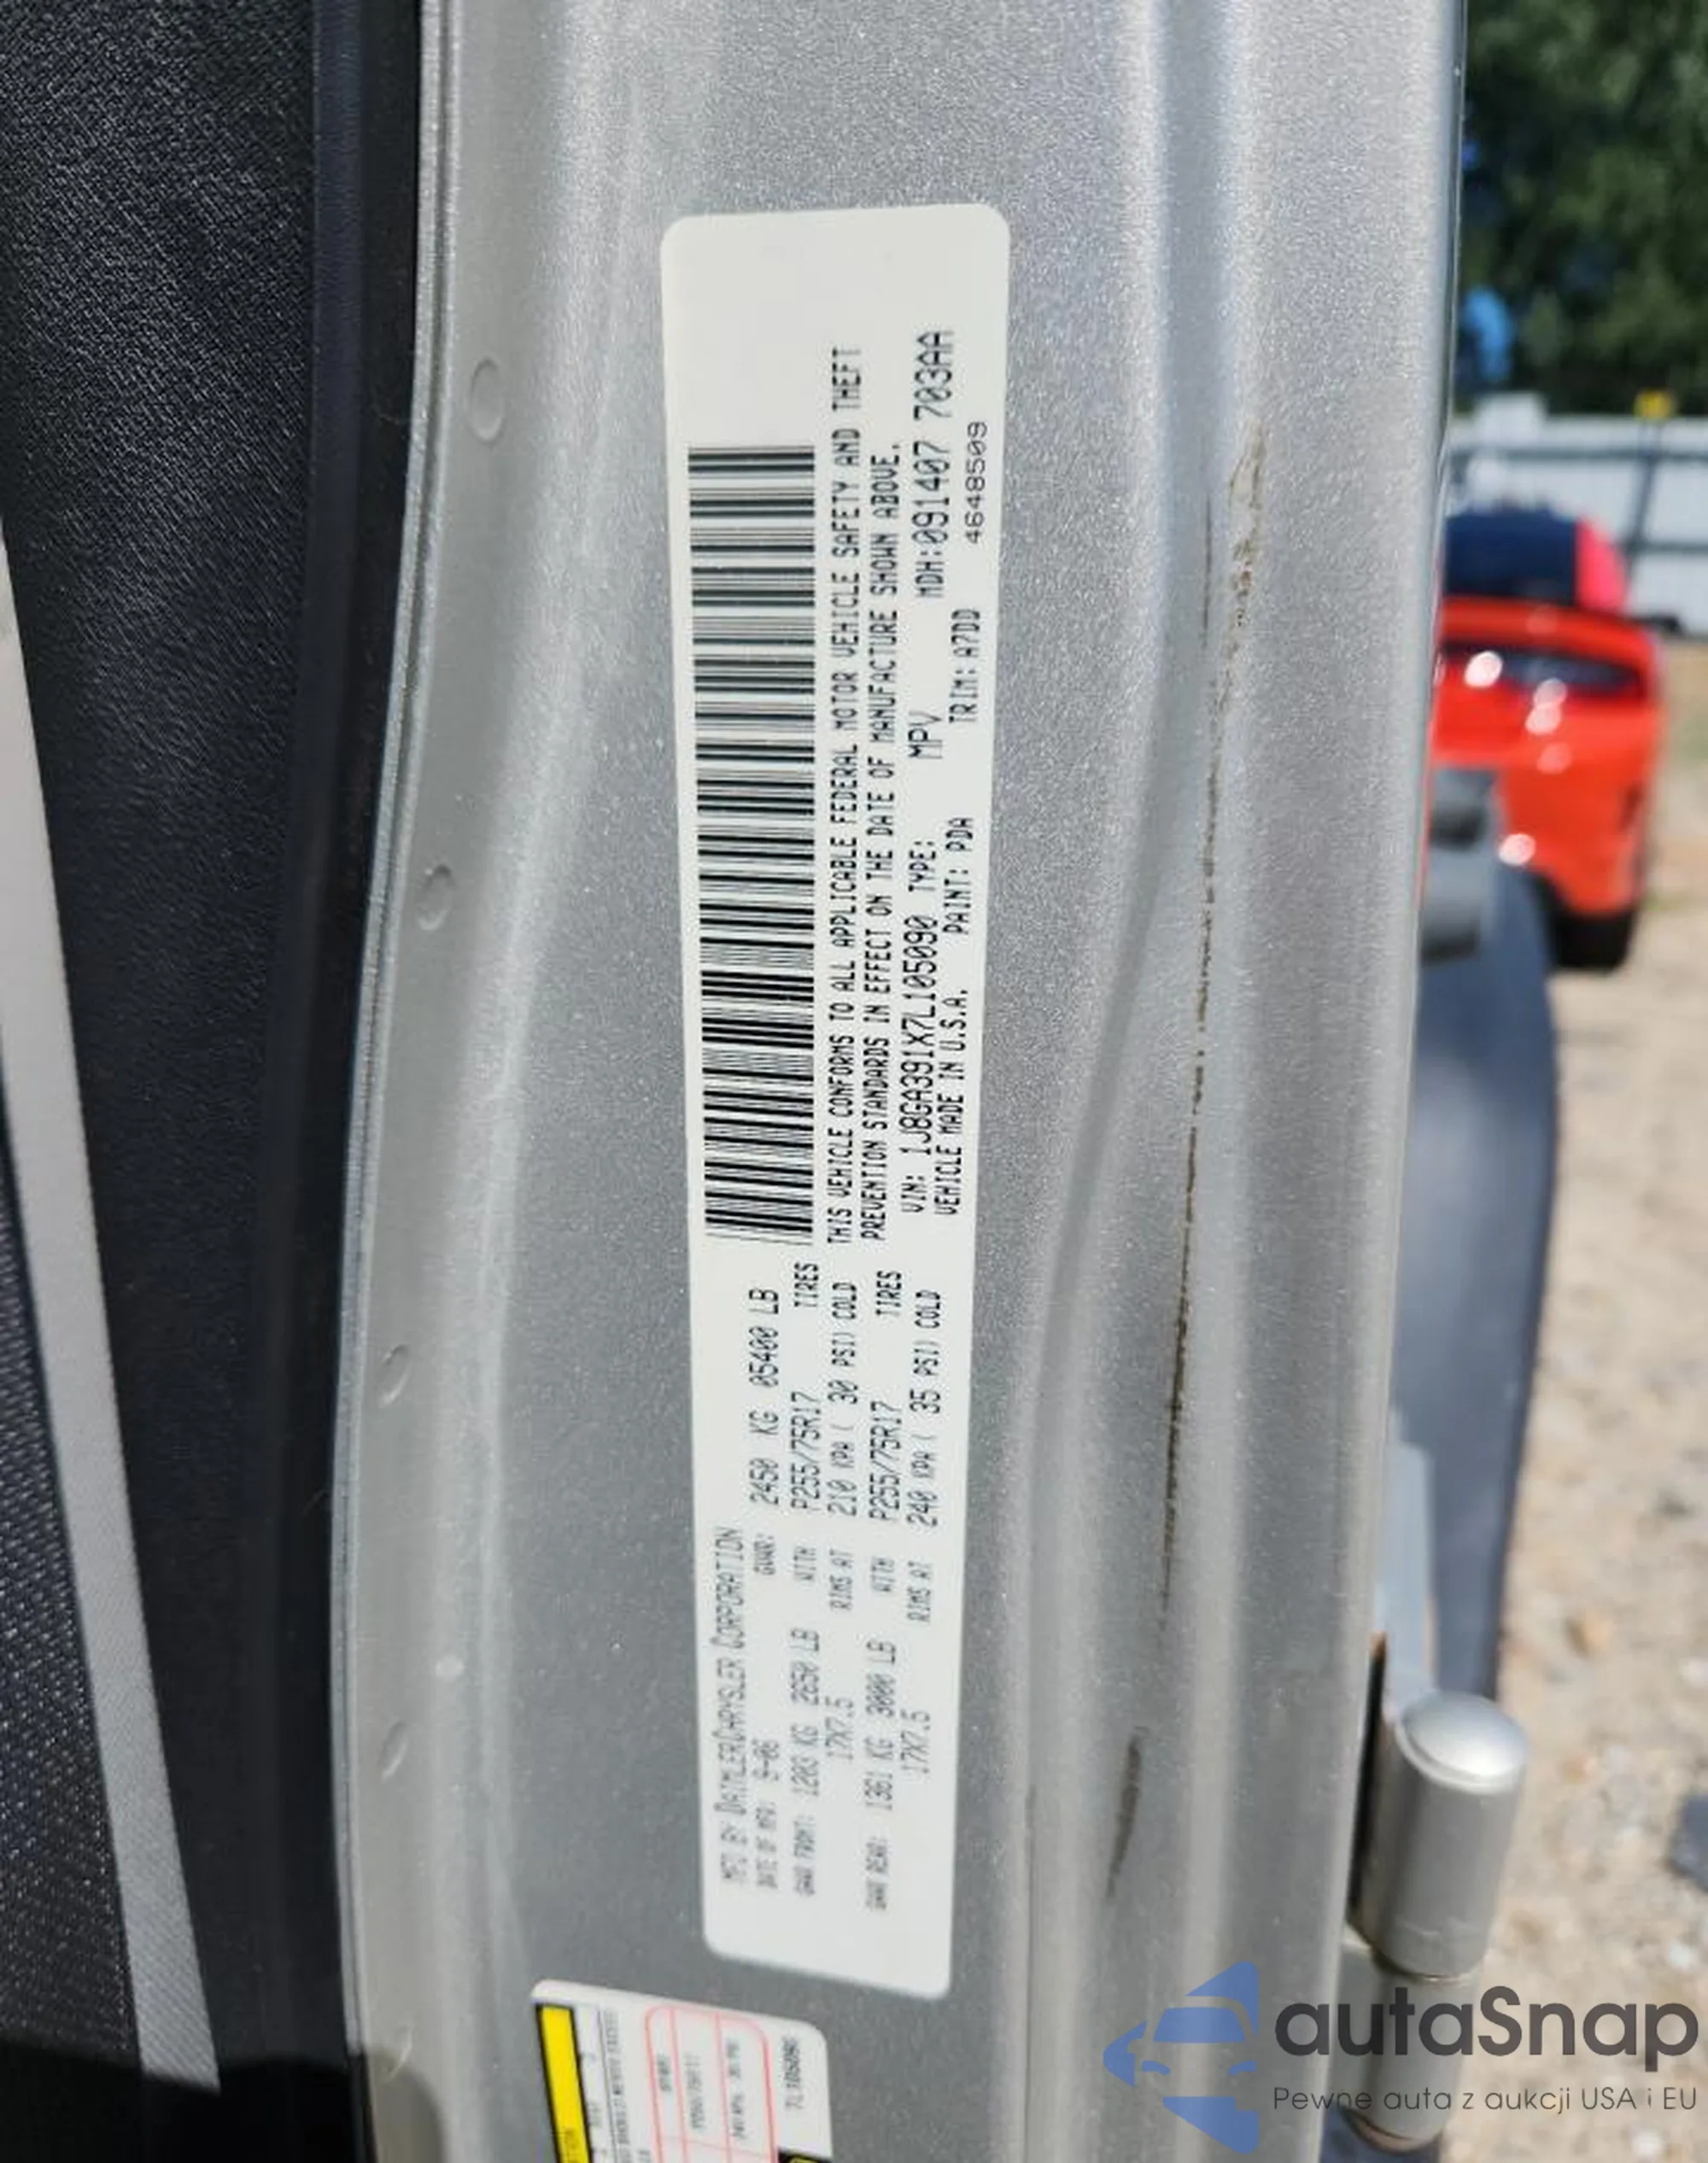 MFD BY DAIMLERCHRYSLER CORPORATION
DATE OF MFR: 9-06 GVWR: 2450 KG 05400 LB
GAWR FRONT: 1203 KG 2650 LB WITH P255/75R17 TIRES
17X7.5 RIMS AT 210 KPA ( 30 PSI) COLD
GAWR REAR: 1361 KG 3000 LB WITH P255/75R17 TIRES
17X7.5 RIMS AT 240 KPA ( 35 PSI) COLD
THIS VEHICLE CONFORMS TO ALL APPLICABLE FEDERAL MOTOR VEHICLE SAFETY AND THEFT
PREVENTION STANDARDS IN EFFECT ON THE DATE OF MANUFACTURE SHOWN ABOVE.
VIN: 1J8GA391X7L105090 TYPE: MPV MDH:091407 703AA
VEHICLE MADE IN U.S.A. PAINT: PDA TRIM: A7DD 4648509
7L105090
autaSnap
Pewne auta z aukcji USA i EU